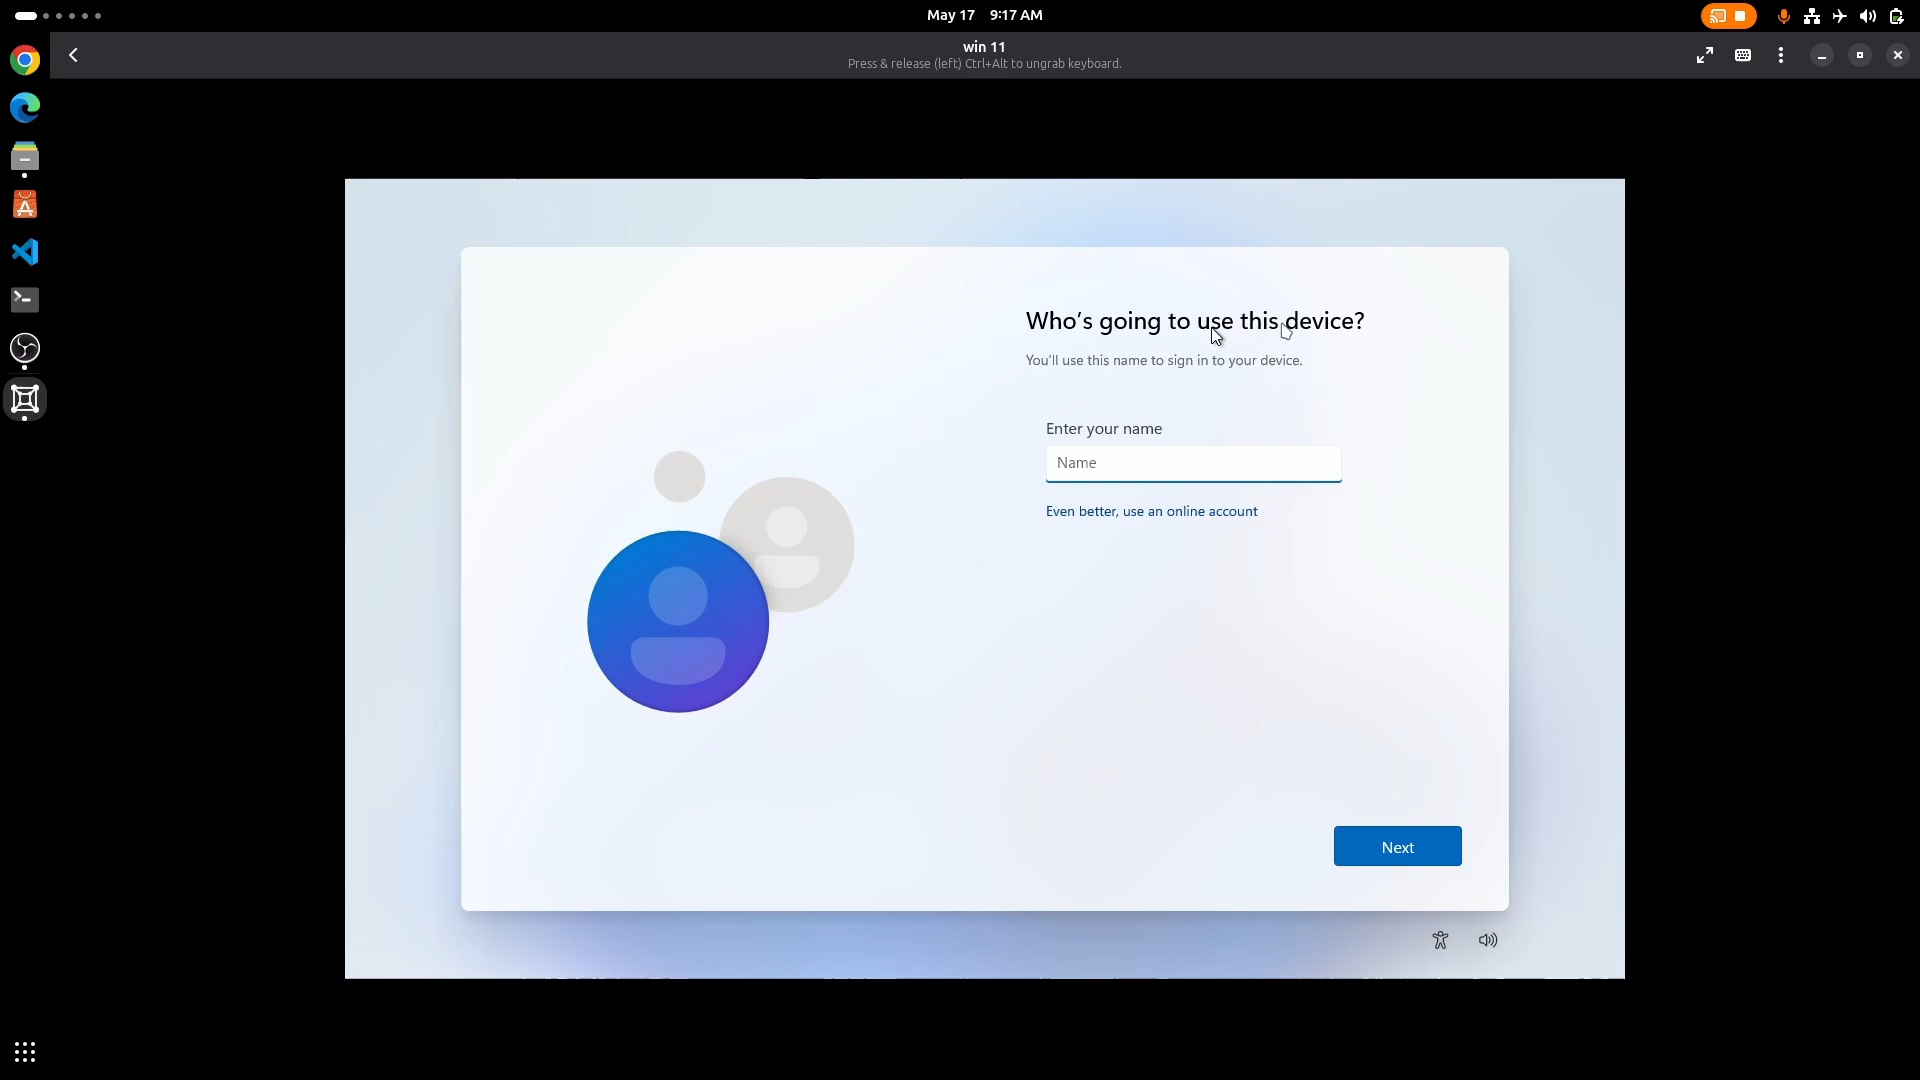 May 17 9:17 AM
win 11
Press & release (left) Ctrl+Alt to ungrab keyboard.
Who's going to use this device?
You'll use this name to sign in to your device.
Enter your name
Name
Even better, use an online account
Next